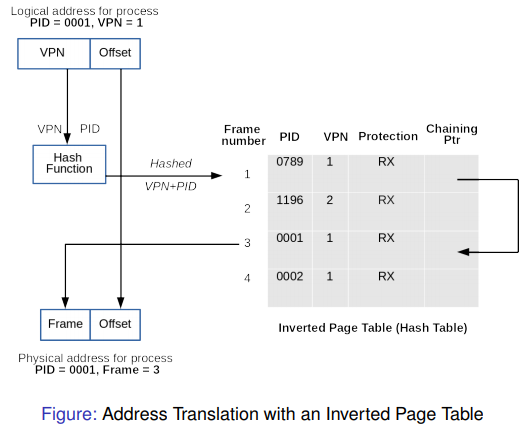 Logical address for process
PID = 0001, VPN = 1
VPN Offset
VPN PID
Hash
Function
Hashed
VPN+PID
Frame
number PID VPN Protection Chaining
Ptr
1 0789 1 RX
2 1196 2 RX
3 0001 1 RX
4 0002 1 RX
Inverted Page Table (Hash Table)
Frame Offset
Physical address for process
PID = 0001, Frame = 3
Figure: Address Translation with an Inverted Page Table